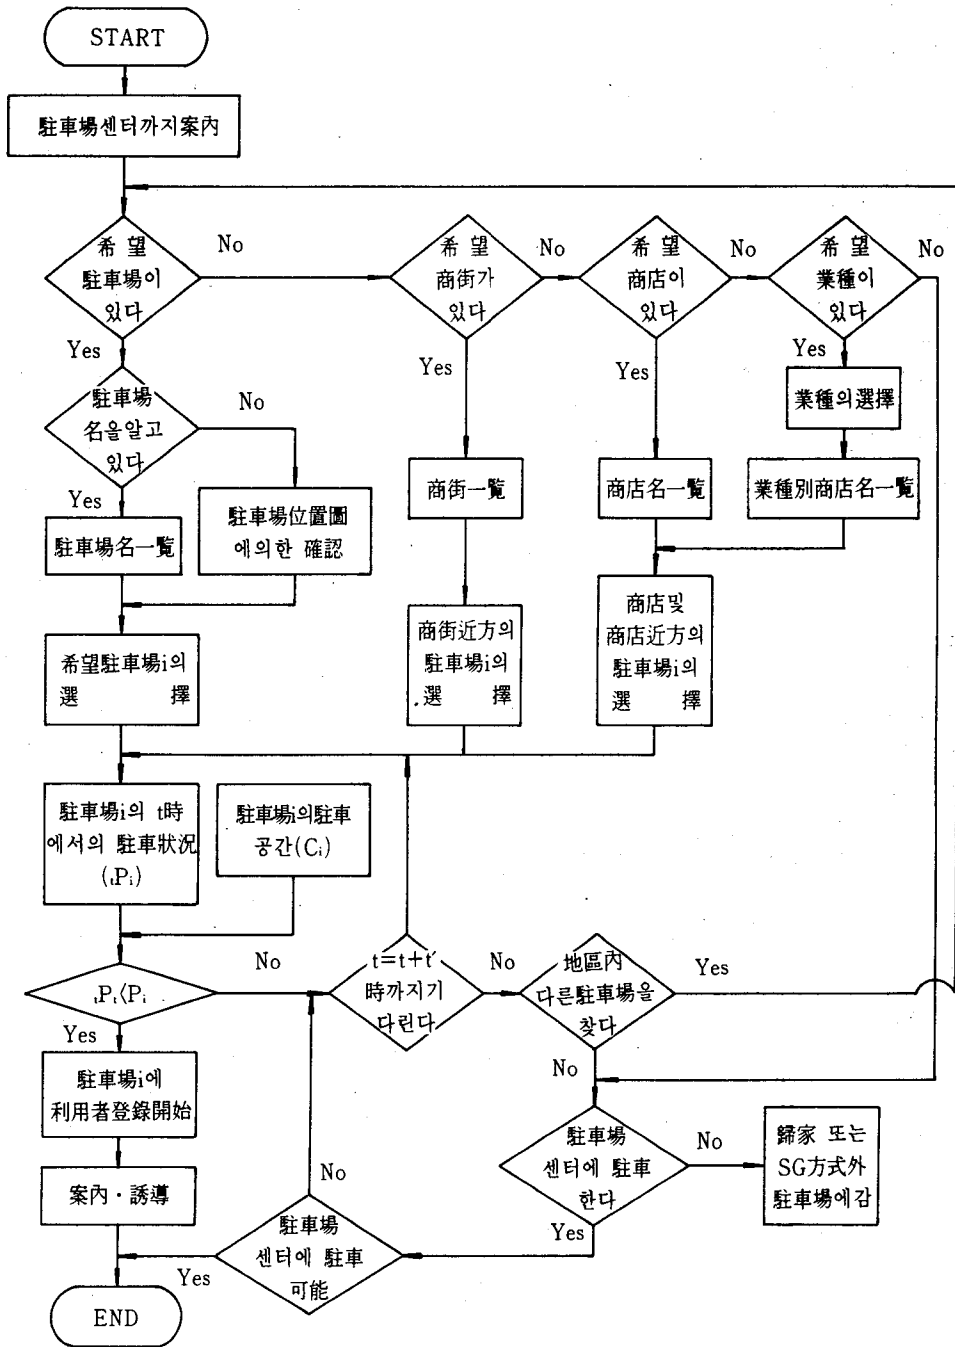 START
駐車場센터까지案內
希 望
駐車場이
있다
No
希 望
商街가
있다
No
希 望
商店이
있다
No
希 望
業種이
있다
No
Yes
駐車場
名을알고
있다
No
Yes
Yes
Yes
業種의選擇
Yes
駐車場名一覽
駐車場位置圖
에의한 確認
商街一覽
商店名一覽
業種別商店名一覽
希望駐車場i의
選 擇
商街近方의
駐車場i의
選 擇
商店및
商店近方의
駐車場i의
選 擇
駐車場i의 t時
에서의 駐車狀況
(tPi)
駐車場i의駐車
공간(Ci)
tPt<Pi
No
t=t+t′
時까지기
다린다
No
地區內
다른駐車場을
찾다
Yes
Yes
No
駐車場i에
利用者登錄開始
案內·誘導
No
駐車場
센터에 駐車
한다
No
歸家 또는
SG方式外
駐車場에감
Yes
駐車場
센터에 駐車
可能
Yes
END